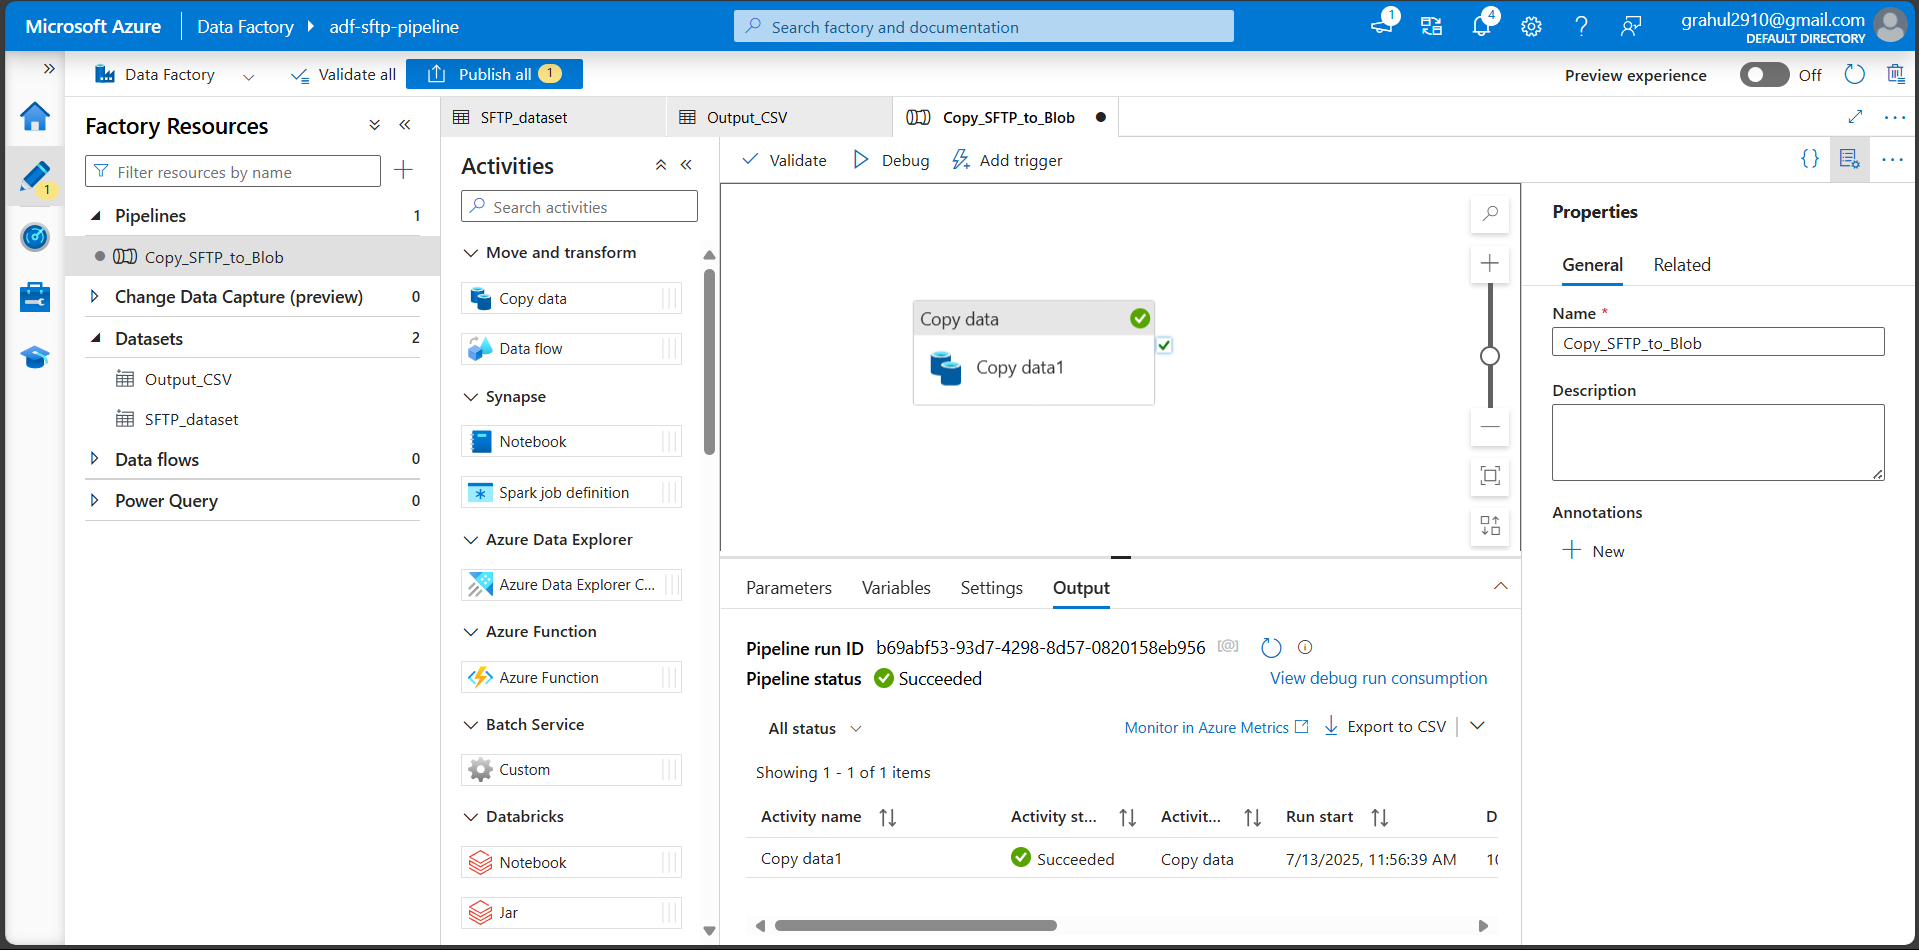 Microsoft Azure
Data Factory
adf-sftp-pipeline
Search factory and documentation
1
4
grahul2910@gmail.com
DEFAULT DIRECTORY
Data Factory
Validate all
Publish all 1
Preview experience
Off
1
Factory Resources
Filter resources by name
Pipelines 1
Copy_SFTP_to_Blob
Change Data Capture (preview) 0
Datasets 2
Output_CSV
SFTP_dataset
Data flows 0
Power Query 0
SFTP_dataset
Output_CSV
Copy_SFTP_to_Blob
Activities
Search activities
Move and transform
Copy data
Data flow
Synapse
Notebook
Spark job definition
Azure Data Explorer
Azure Data Explorer C...
Azure Function
Azure Function
Batch Service
Custom
Databricks
Notebook
Jar
Validate
Debug
Add trigger
{}
Copy data
Copy data1
Parameters
Variables
Settings
Output
Pipeline run ID b69abf53-93d7-4298-8d57-0820158eb956 [@]
Pipeline status Succeeded
View debug run consumption
All status
Monitor in Azure Metrics
Export to CSV
Showing 1 - 1 of 1 items
Activity name Activity st... Activit... Run start D
Copy data1 Succeeded Copy data 7/13/2025, 11:56:39 AM 10
Properties
General
Related
Name *
Copy_SFTP_to_Blob
Description
Annotations
New